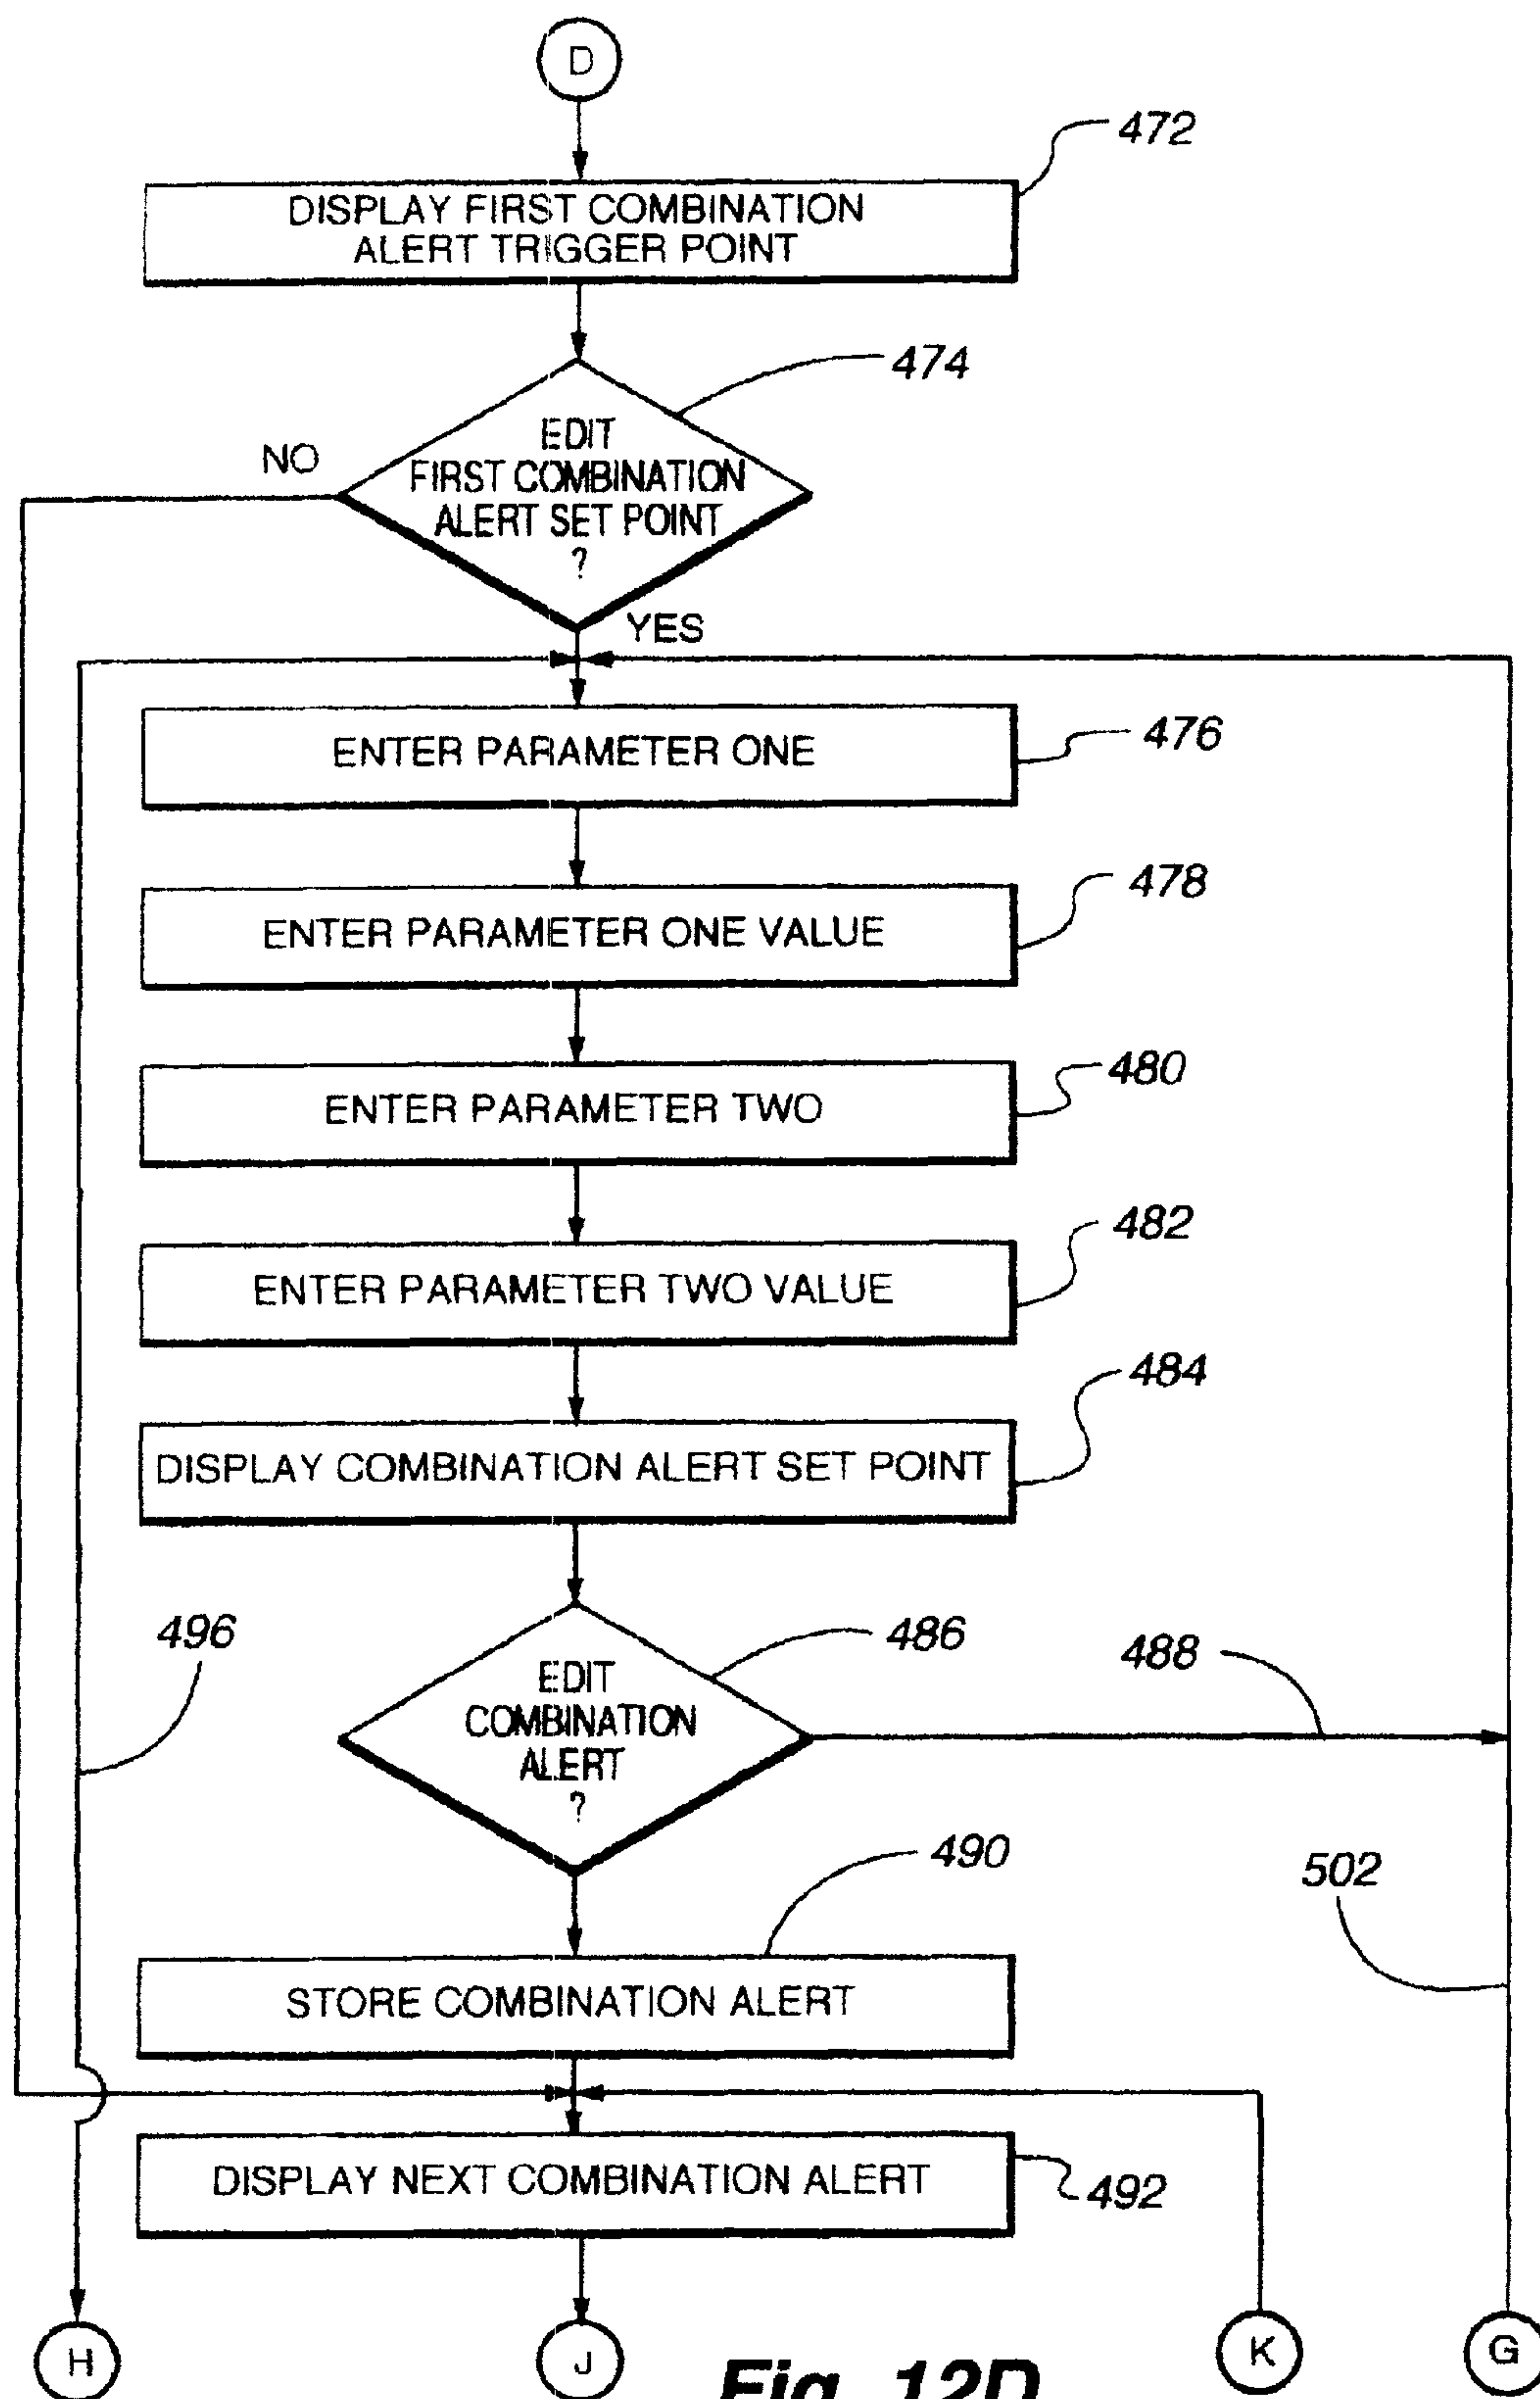 D
472
DISPLAY FIRST COMBINATION
ALERT TRIGGER POINT
474
NO
EDIT
FIRST COMBINATION
ALERT SET POINT
?
YES
ENTER PARAMETER ONE
476
ENTER PARAMETER ONE VALUE
478
ENTER PARAMETER TWO
480
ENTER PARAMETER TWO VALUE
482
DISPLAY COMBINATION ALERT SET POINT
484
496
486
488
EDIT
COMBINATION
ALERT
?
490
502
STORE COMBINATION ALERT
DISPLAY NEXT COMBINATION ALERT
492
H
J
K
G
Fig. 12D